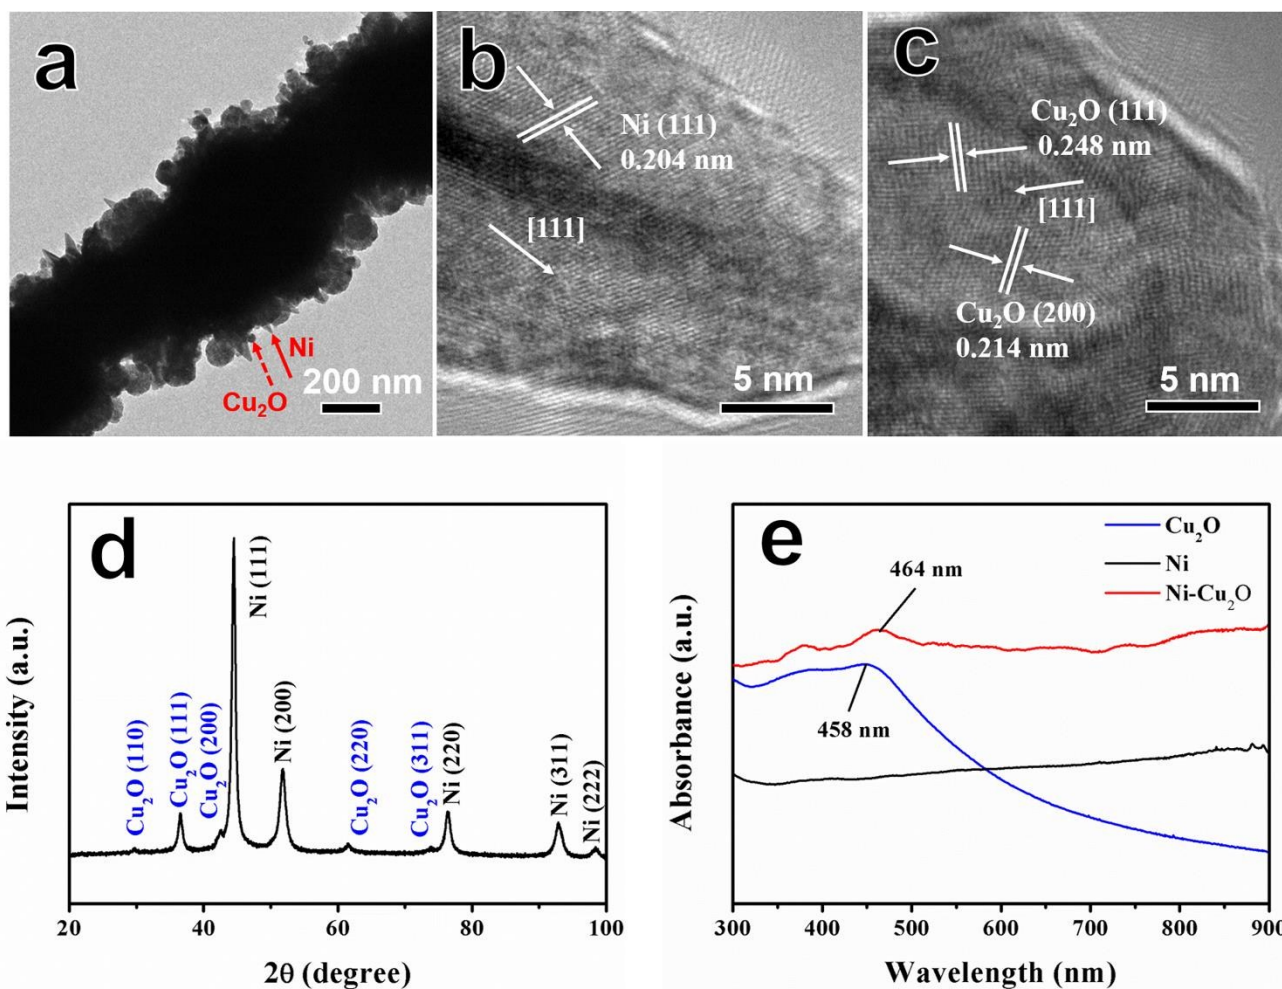 a
Ni
Cu₂O
200 nm
b
Ni (111)
0.204 nm
[111]
5 nm
c
Cu₂O (111)
0.248 nm
[111]
Cu₂O (200)
0.214 nm
5 nm
d
Intensity (a.u.)
Cu₂O (110)
Cu₂O (111)
Cu₂O (200)
Ni (111)
Ni (200)
Cu₂O (220)
Cu₂O (311)
Ni (220)
Ni (311)
Ni (222)
20 40 60 80 100
2θ (degree)
e
Cu₂O
Ni
Ni-Cu₂O
464 nm
458 nm
Absorbance (a.u.)
300 400 500 600 700 800 900
Wavelength (nm)